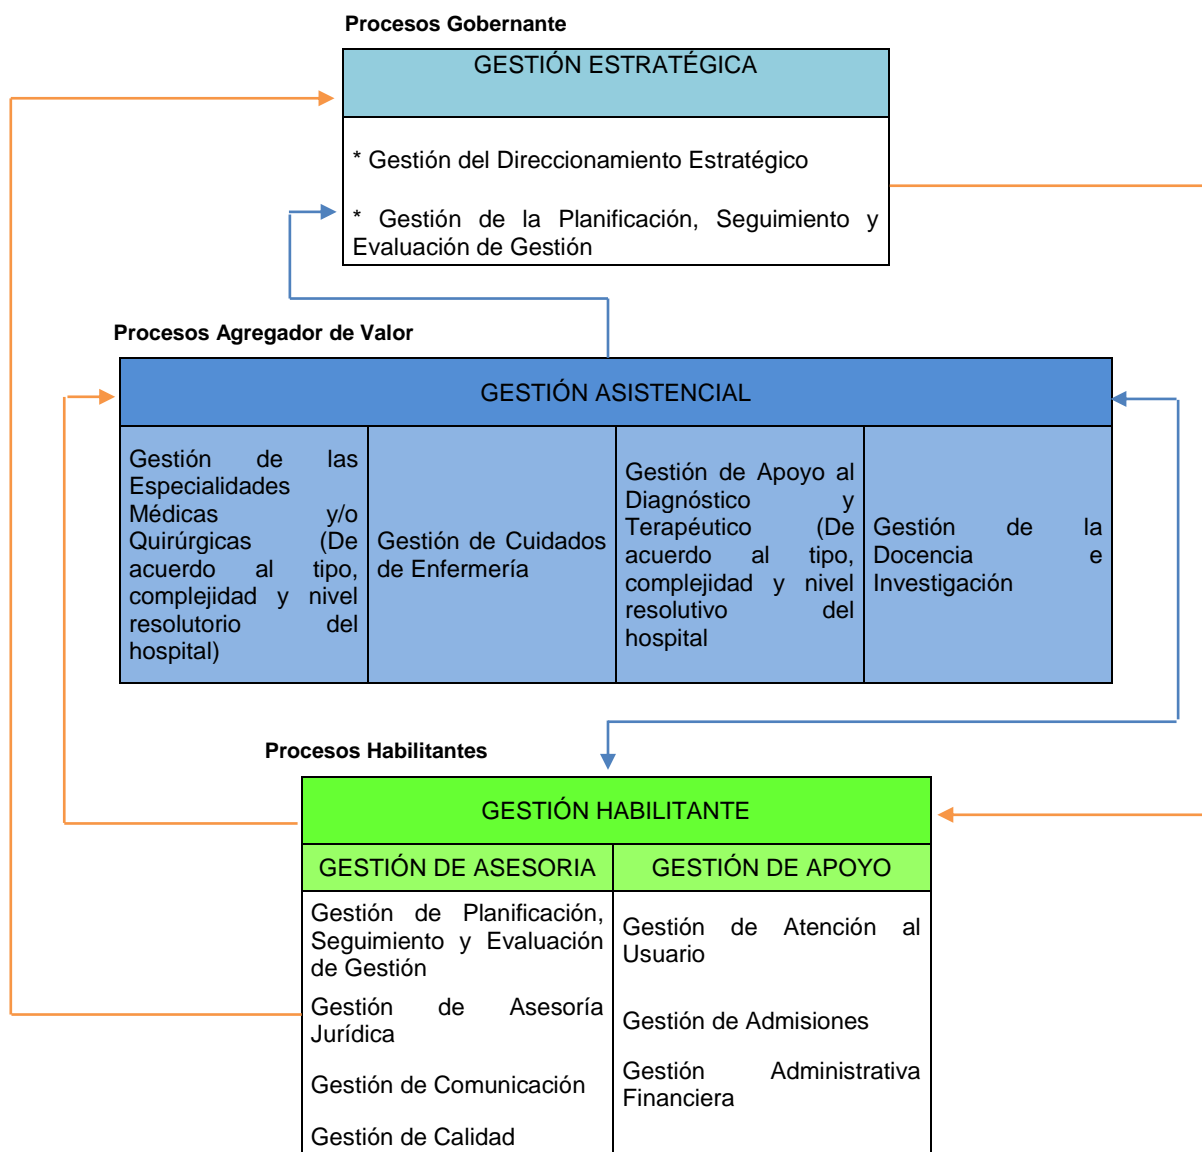 Procesos Gobernante
GESTIÓN ESTRATÉGICA
* Gestión del Direccionamiento Estratégico
* Gestión de la Planificación, Seguimiento y
Evaluación de Gestión
Procesos Agregador de Valor
GESTIÓN ASISTENCIAL
Gestión de las
Especialidades
Médicas y/o
Quirúrgicas (De
acuerdo al tipo,
complejidad y nivel
resolutorio del
hospital)
Gestión de Cuidados
de Enfermería
Gestión de Apoyo al
Diagnóstico y
Terapéutico (De
acuerdo al tipo,
complejidad y nivel
resolutivo del
hospital
Gestión de la
Docencia e
Investigación
Procesos Habilitantes
GESTIÓN HABILITANTE
GESTIÓN DE ASESORIA
Gestión de Planificación,
Seguimiento y Evaluación
de Gestión
Gestión de Asesoría
Jurídica
Gestión de Comunicación
Gestión de Calidad
GESTIÓN DE APOYO
Gestión de Atención al
Usuario
Gestión de Admisiones
Gestión Administrativa
Financiera